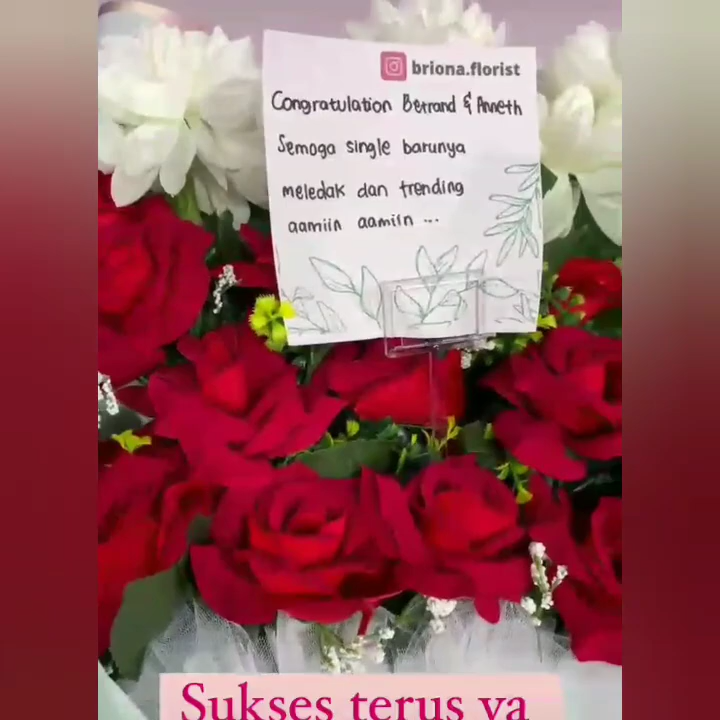 briona.florist
Congratulation Betrand & Anneth
Semoga single barunya
meledak dan trending
aamiin aamiin ...
Sukses terus ya